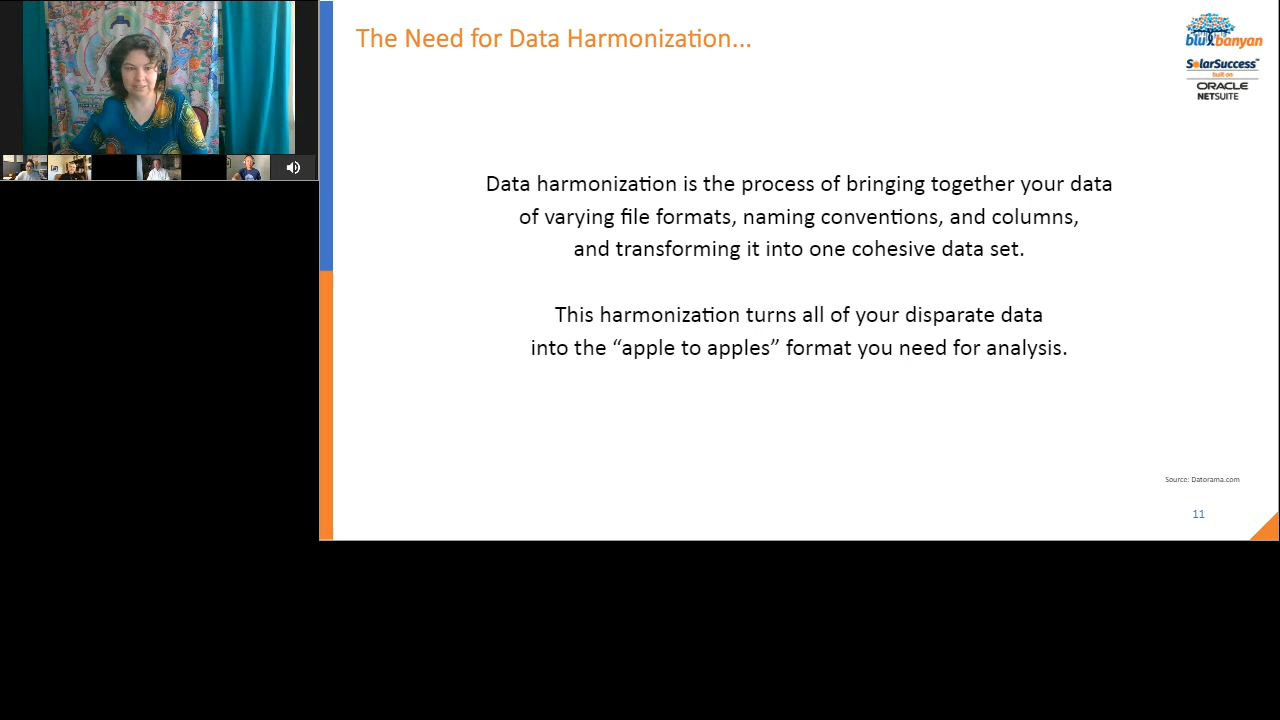 The Need for Data Harmonization...
blu banyan
SolarSuccess™
built on
ORACLE
NETSUITE
Data harmonization is the process of bringing together your data
of varying file formats, naming conventions, and columns,
and transforming it into one cohesive data set.
This harmonization turns all of your disparate data
into the “apple to apples” format you need for analysis.
Source: Datorama.com
11